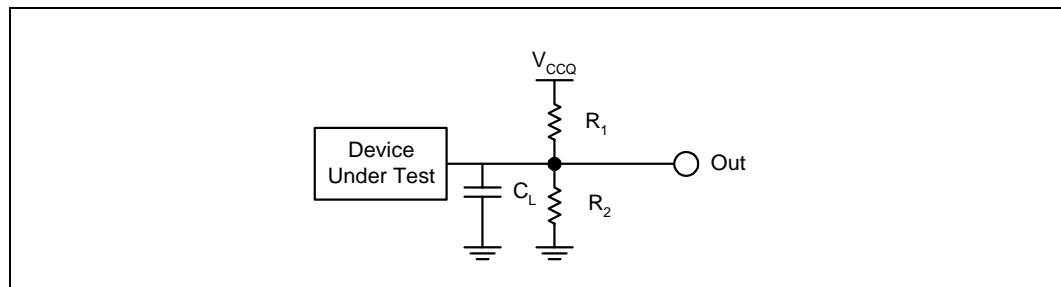 V_CCQ
R_1
Device
Under Test
Out
C_L
R_2